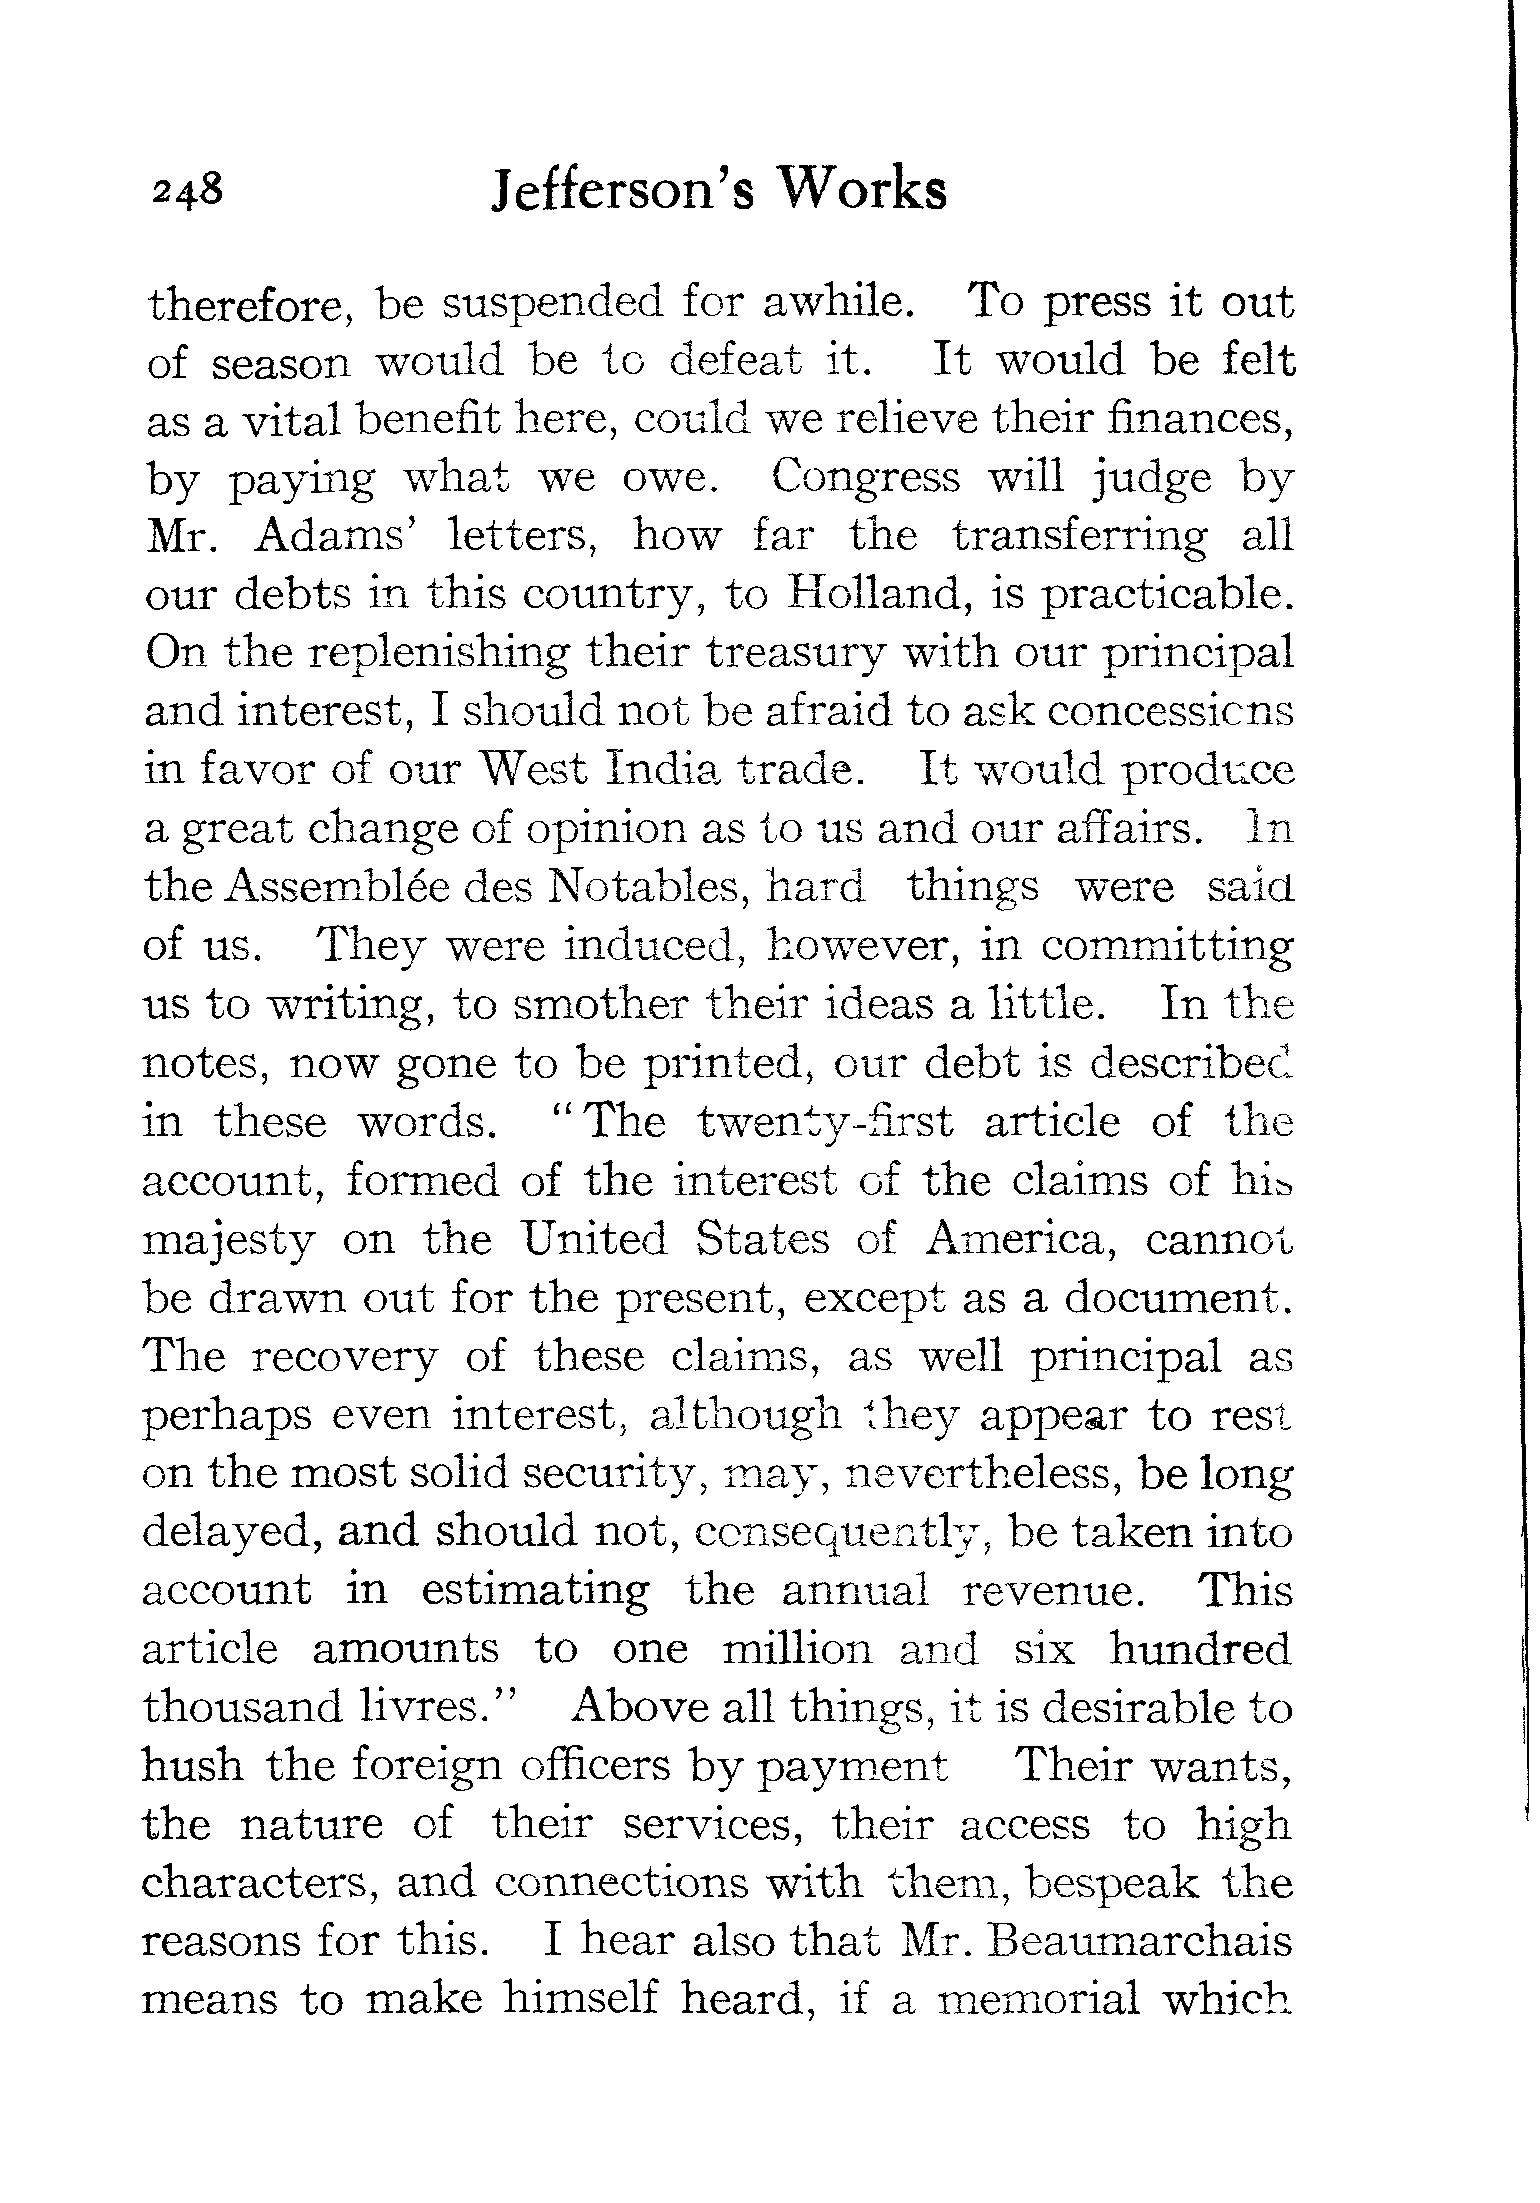 248 Jefferson's Works
therefore, be suspended for awhile. To press it out
of season would be to defeat it. It would be felt
as a vital benefit here, could we relieve their finances,
by paying what we owe. Congress will judge by
Mr. Adams' letters, how far the transferring all
our debts in this country, to Holland, is practicable.
On the replenishing their treasury with our principal
and interest, I should not be afraid to ask concessions
in favor of our West India trade. It would produce
a great change of opinion as to us and our affairs. In
the Assemblée des Notables, hard things were said
of us. They were induced, however, in committing
us to writing, to smother their ideas a little. In the
notes, now gone to be printed, our debt is described
in these words. "The twenty-first article of the
account, formed of the interest of the claims of his
majesty on the United States of America, cannot
be drawn out for the present, except as a document.
The recovery of these claims, as well principal as
perhaps even interest, although they appear to rest
on the most solid security, may, nevertheless, be long
delayed, and should not, consequently, be taken into
account in estimating the annual revenue. This
article amounts to one million and six hundred
thousand livres." Above all things, it is desirable to
hush the foreign officers by payment Their wants,
the nature of their services, their access to high
characters, and connections with them, bespeak the
reasons for this. I hear also that Mr. Beaumarchais
means to make himself heard, if a memorial which